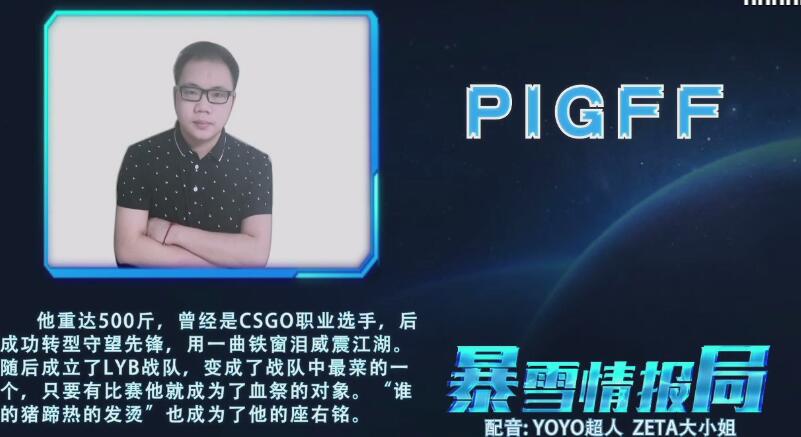 PIGFF
他重达500斤，曾经是CSGO职业选手，后
成功转型守望先锋，用一曲铁窗泪威震江湖。
随后成立了LYB战队，变成了战队中最菜的一
个，只要有比赛他就成为了血祭的对象。“谁
的猪蹄热的发烫”也成为了他的座右铭。
暴雪情报局
配音: YOYO超人 ZETA大小姐